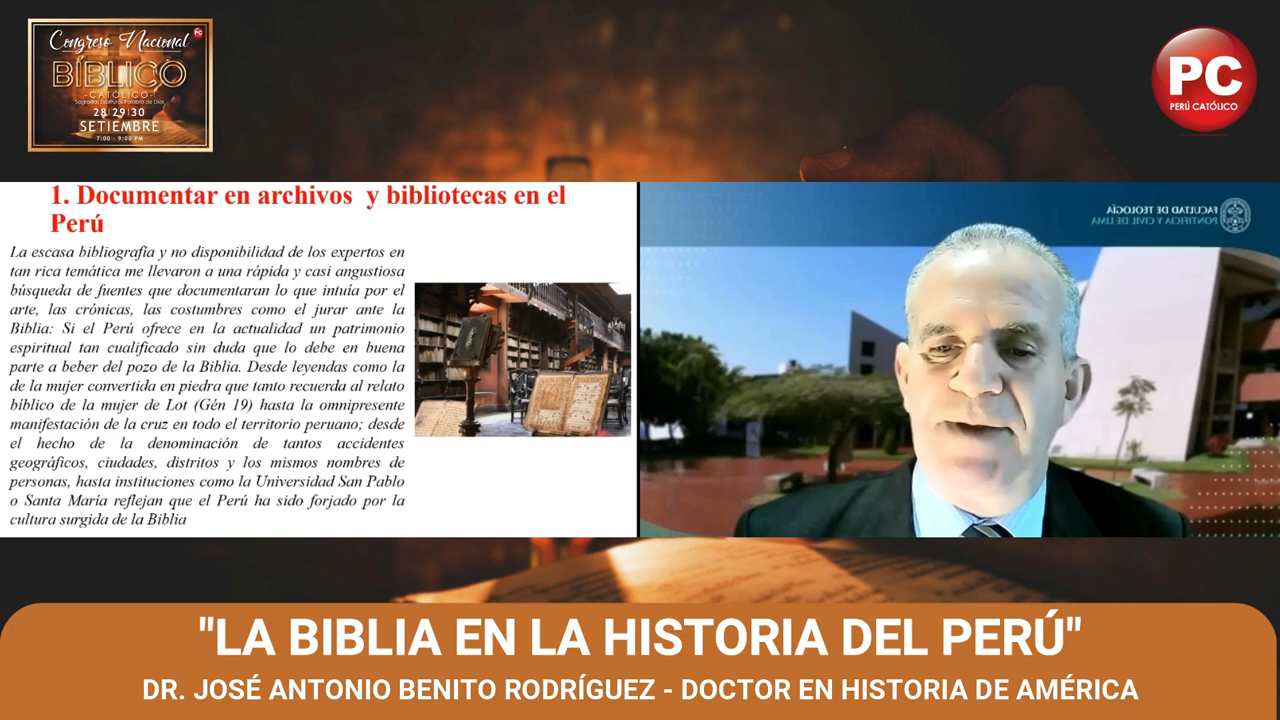 Congreso Nacional
PC
BÍBLICO
-CATÓLICO-
Sagradas Escrituras Palabra de Dios
28|29|30
SETIEMBRE
7:00 - 9:00 PM
PC
PERÚ CATÓLICO
1. Documentar en archivos y bibliotecas en el
Perú
La escasa bibliografía y no disponibilidad de los expertos en
tan rica temática me llevaron a una rápida y casi angustiosa
búsqueda de fuentes que documentaran lo que intuía por el
arte, las crónicas, las costumbres como el jurar ante la
Biblia: Si el Perú ofrece en la actualidad un patrimonio
espiritual tan cualificado sin duda que lo debe en buena
parte a beber del pozo de la Biblia. Desde leyendas como la
de la mujer convertida en piedra que tanto recuerda al relato
bíblico de la mujer de Lot (Gén 19) hasta la omnipresente
manifestación de la cruz en todo el territorio peruano; desde
el hecho de la denominación de tantos accidentes
geográficos, ciudades, distritos y los mismos nombres de
personas, hasta instituciones como la Universidad San Pablo
o Santa María reflejan que el Perú ha sido forjado por la
cultura surgida de la Biblia
FACULTAD DE TEOLOGÍA
PONTIFICIA Y CIVIL DE LIMA
"LA BIBLIA EN LA HISTORIA DEL PERÚ"
DR. JOSÉ ANTONIO BENITO RODRÍGUEZ - DOCTOR EN HISTORIA DE AMÉRICA